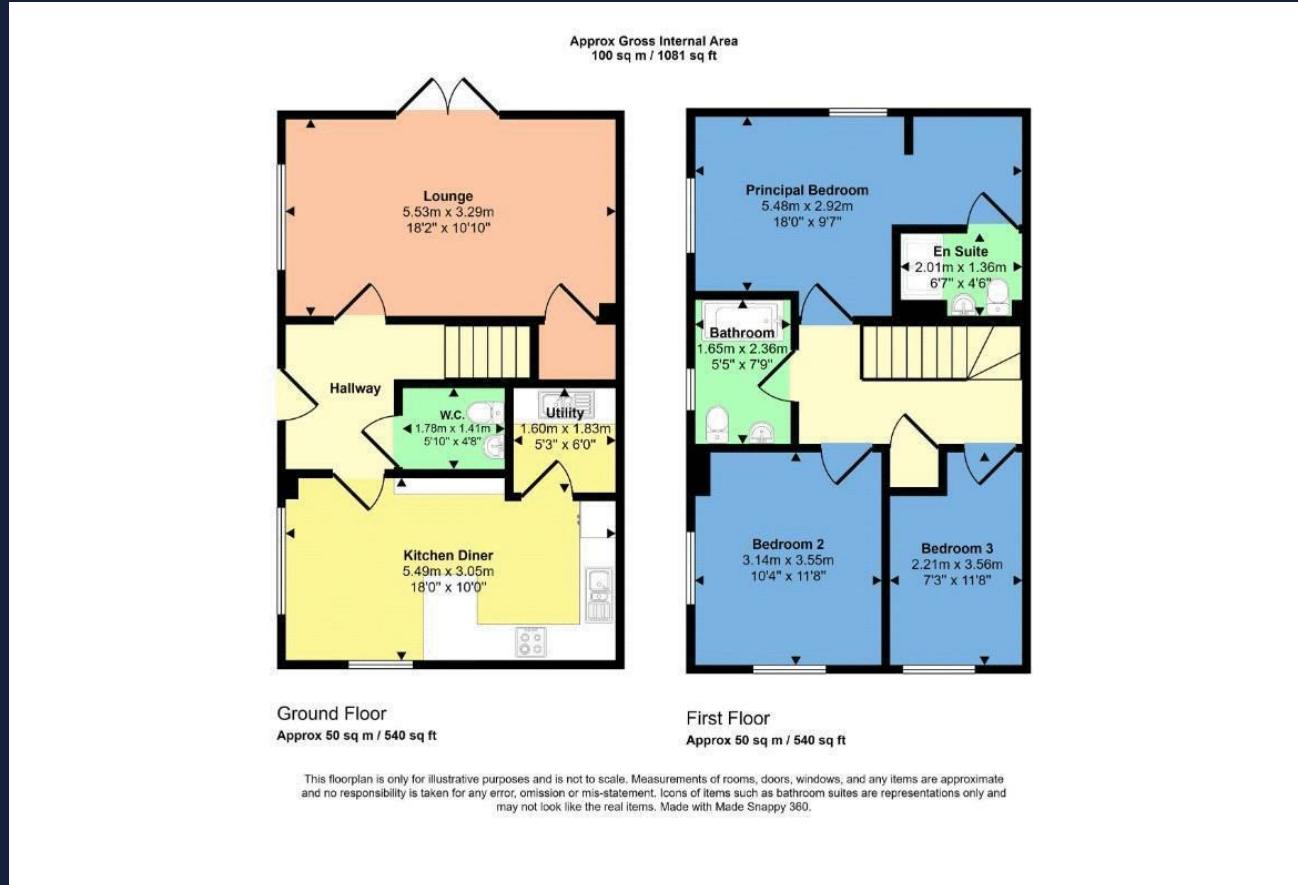 Approx Gross Internal Area
100 sq m / 1081 sq ft
Lounge
5.53m x 3.29m
18'2" x 10'10"
Hallway
W.C.
1.78m x 1.41m
5'10" x 4'8"
Utility
1.60m x 1.83m
5'3" x 6'0"
Kitchen Diner
5.49m x 3.05m
18'0" x 10'0"
Ground Floor
Approx 50 sq m / 540 sq ft
Principal Bedroom
5.48m x 2.92m
18'0" x 9'7"
En Suite
2.01m x 1.36m
6'7" x 4'6"
Bathroom
1.65m x 2.36m
5'5" x 7'9"
Bedroom 2
3.14m x 3.55m
10'4" x 11'8"
Bedroom 3
2.21m x 3.56m
7'3" x 11'8"
First Floor
Approx 50 sq m / 540 sq ft
This floorplan is only for illustrative purposes and is not to scale. Measurements of rooms, doors, windows, and any items are approximate
and no responsibility is taken for any error, omission or mis-statement. Icons of items such as bathroom suites are representations only and
may not look like the real items. Made with Made Snappy 360.